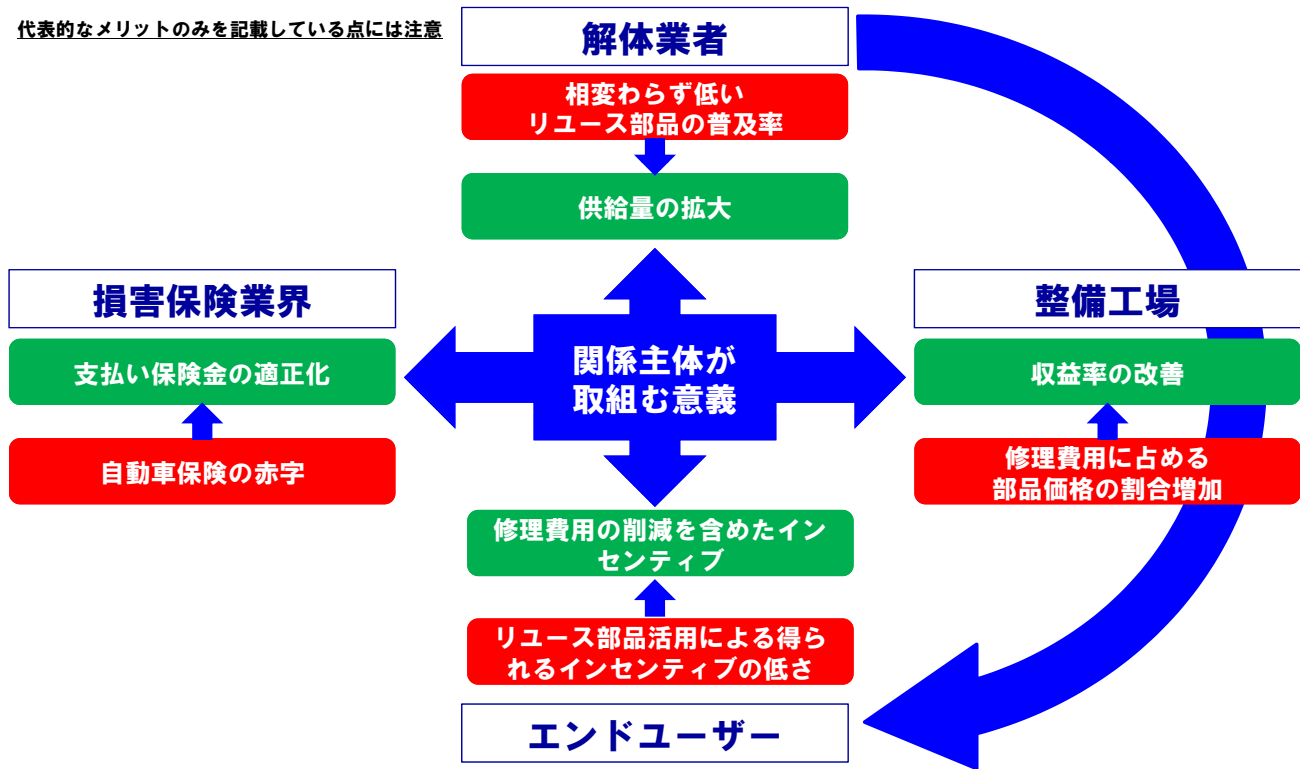 代表的なメリットのみを記載している点には注意
解体業者
相変わらず低い
リユース部品の普及率
供給量の拡大
損害保険業界
支払い保険金の適正化
自動車保険の赤字
関係主体が
取組む意義
整備工場
収益率の改善
修理費用に占める
部品価格の割合増加
修理費用の削減を含めたイン
センティブ
リユース部品活用による得ら
れるインセンティブの低さ
エンドユーザー